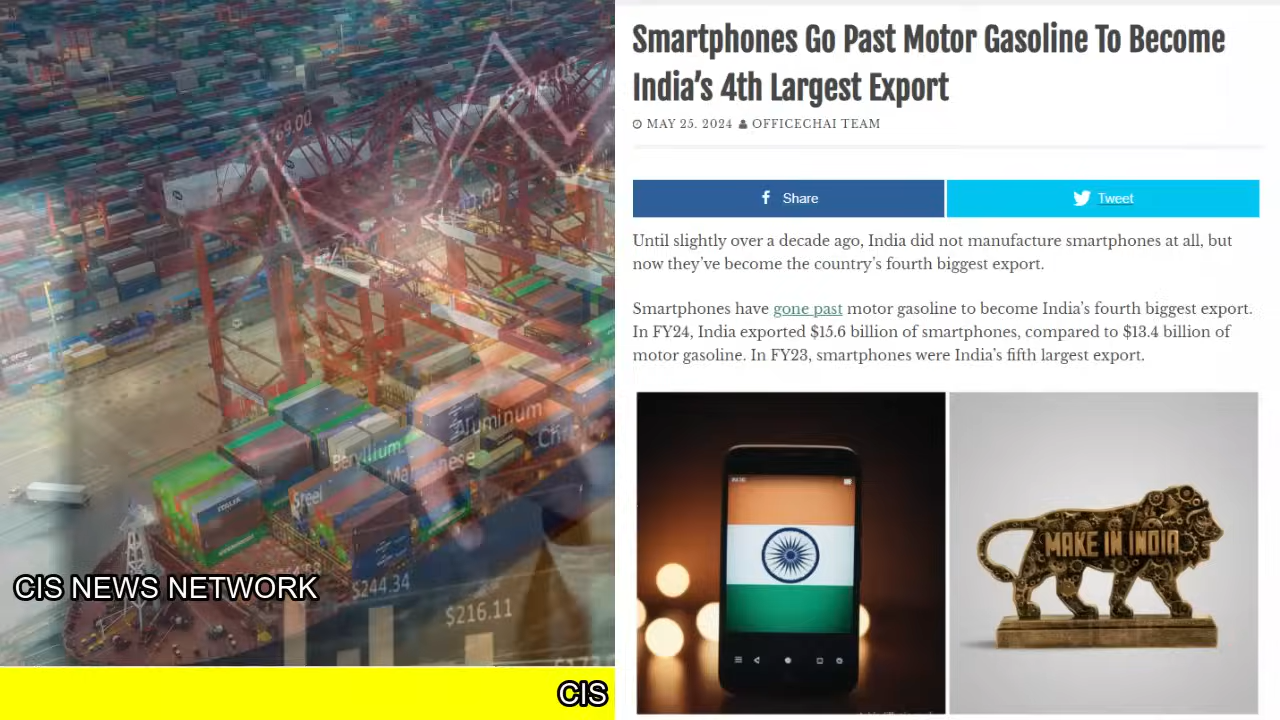 Smartphones Go Past Motor Gasoline To Become
India's 4th Largest Export
MAY 25. 2024 OFFICECHAI TEAM
Share
Tweet
Until slightly over a decade ago, India did not manufacture smartphones at all, but
now they've become the country's fourth biggest export.
Smartphones have gone past motor gasoline to become India's fourth biggest export.
In FY24, India exported $15.6 billion of smartphones, compared to $13.4 billion of
motor gasoline. In FY23, smartphones were India's fifth largest export.
MAKE IN INDIA
Aluminum
Beryllium
Manganese
Steel
ITALIA
$244.34
$216.11
CIS NEWS NETWORK
CIS